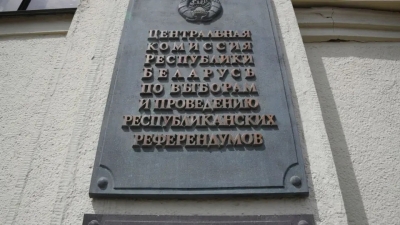 ЦЕНТРАЛЬНАЯ
КОМИССИЯ
РЕСПУБЛИКИ
БЕЛАРУСЬ
ПО ВЫБОРАМ
И ПРОВЕДЕНИЮ
РЕСПУБЛИКАНСКИХ
РЕФЕРЕНДУМОВ